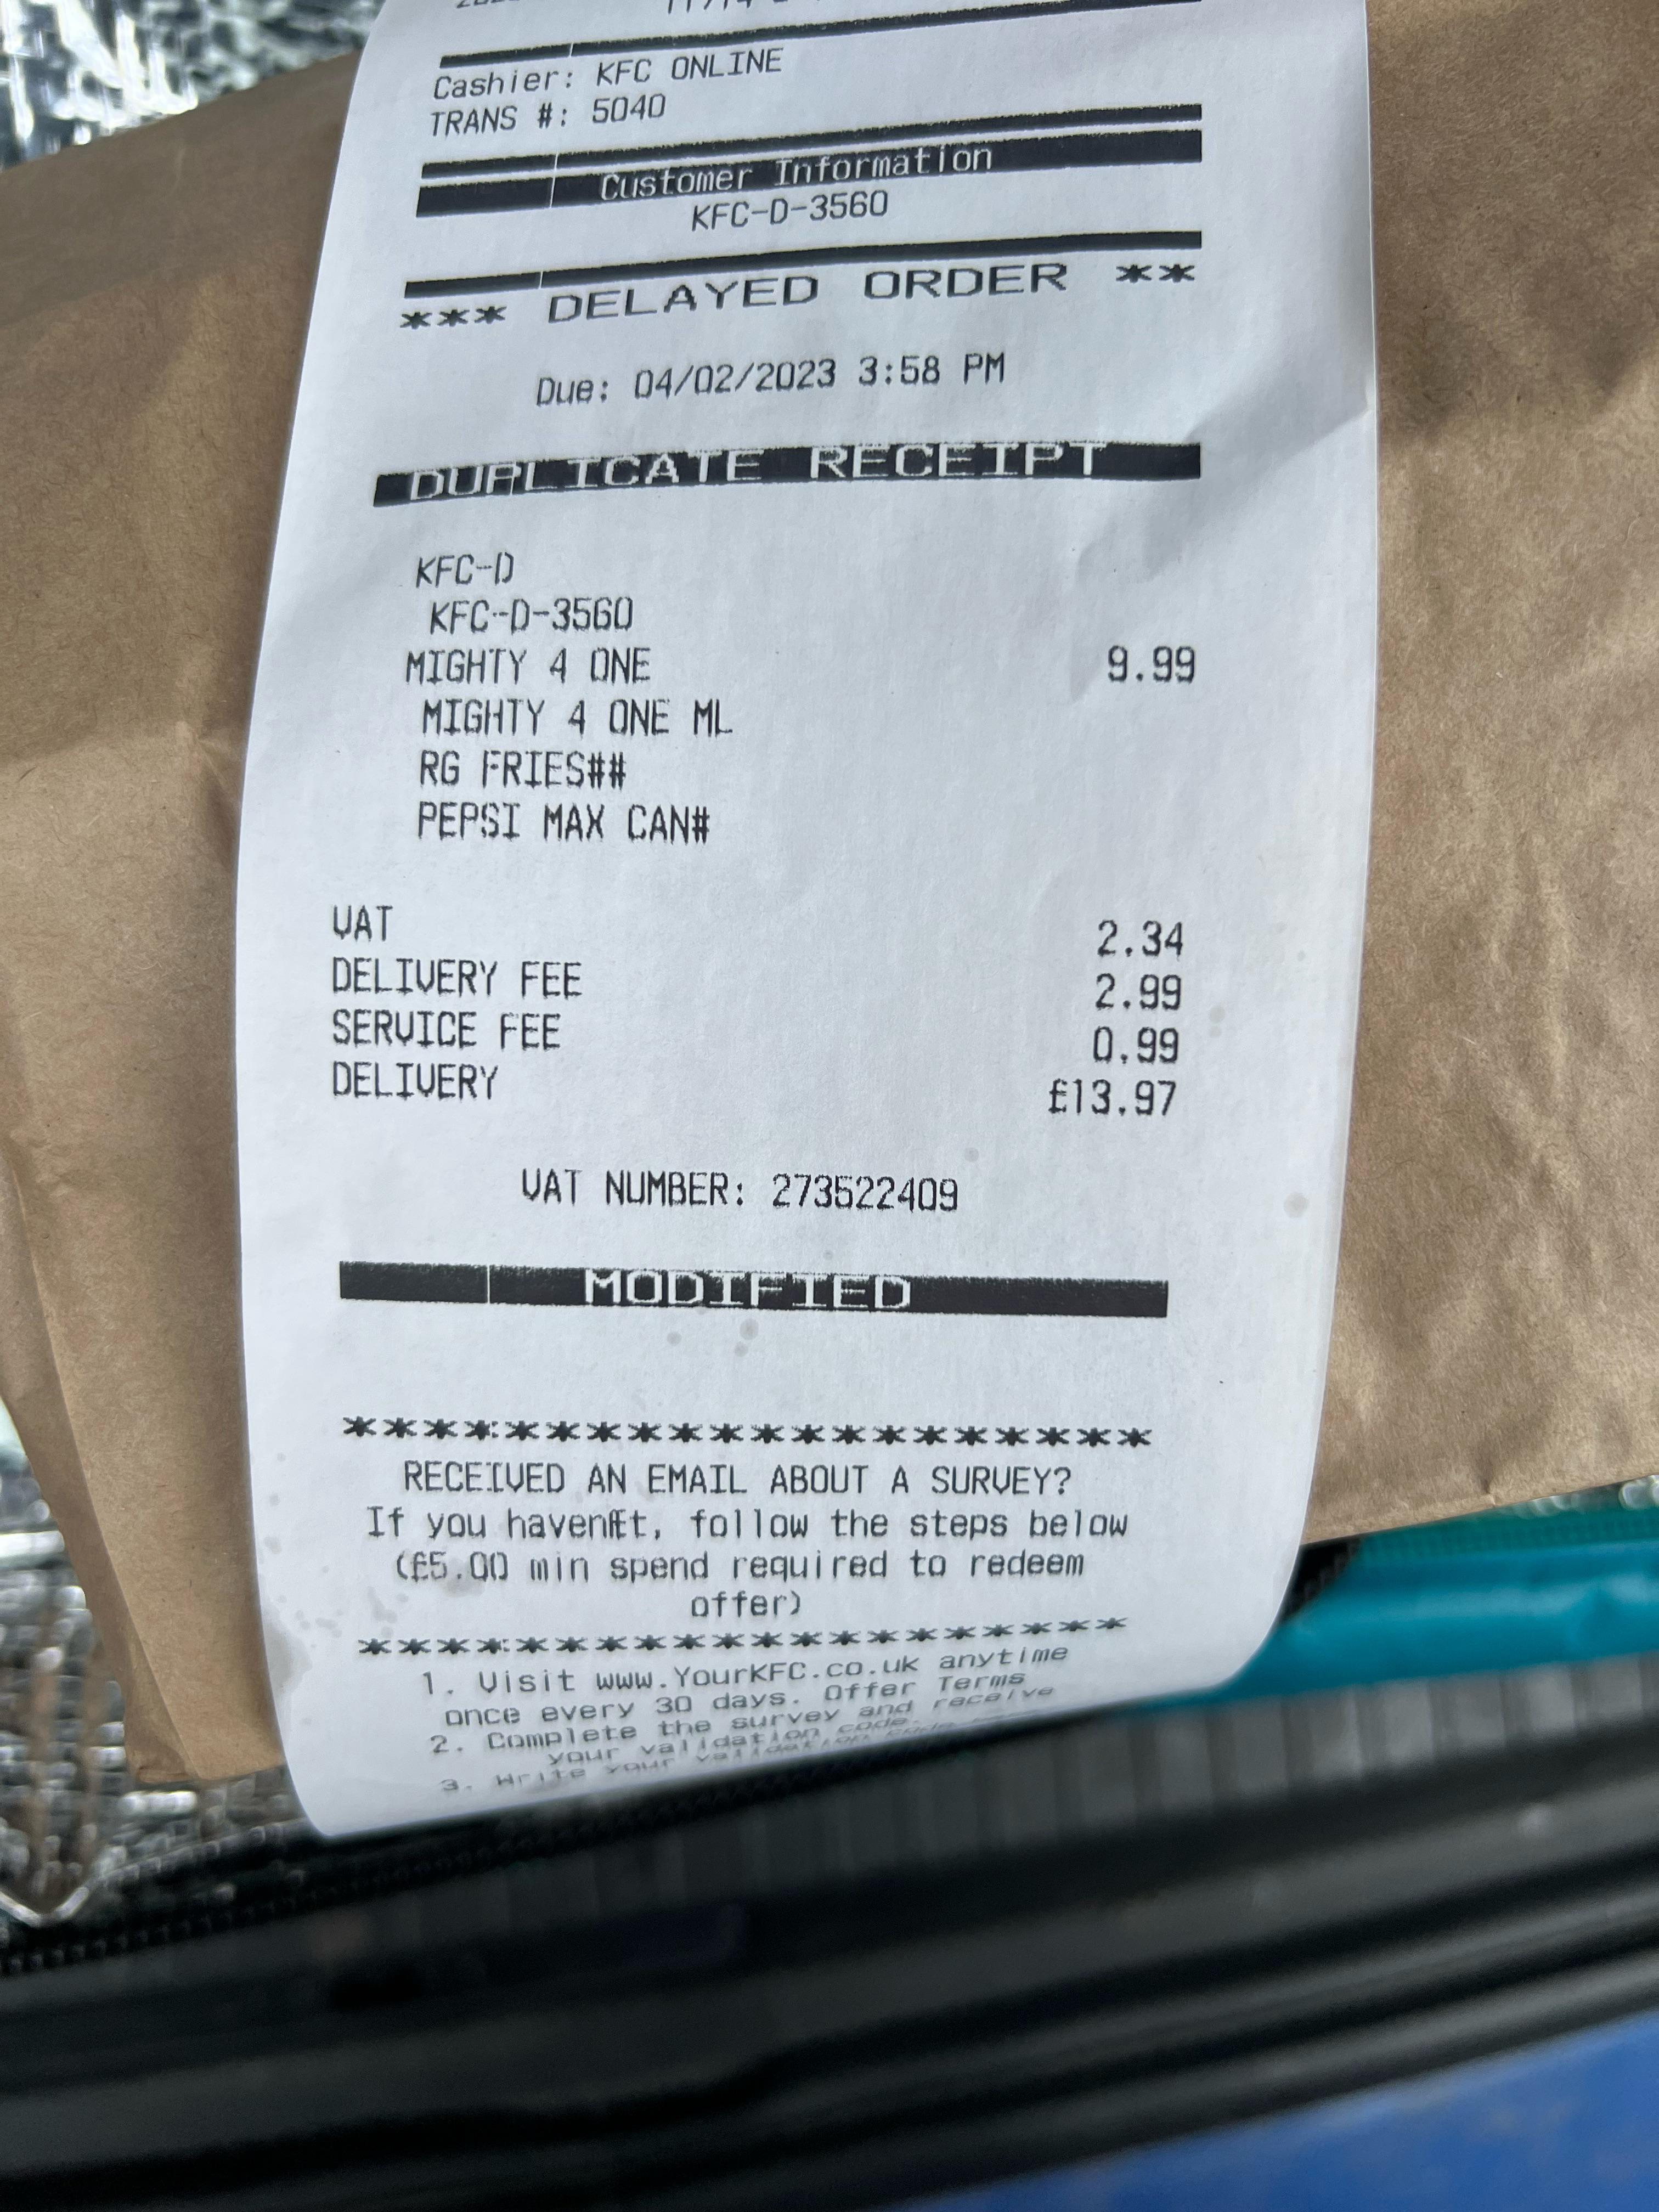 Cashier: KFC ONLINE
TRANS #: 5040
Customer Information
KFC-D-3560
*** DELAYED ORDER **
Due: 04/02/2023 3:58 PM
DUPLICATE RECEIPT
KFC-D
KFC-D-3560
MIGHTY 4 ONE 9.99
MIGHTY 4 ONE ML
RG FRIES##
PEPSI MAX CAN#
VAT 2.34
DELIVERY FEE 2.99
SERVICE FEE 0.99
DELIVERY £13.97
VAT NUMBER: 273522409
MODIFIED
********************
RECEIVED AN EMAIL ABOUT A SURVEY?
If you follow the steps below
(£5.00 min spend required to redeem
offer)
********************
1. Visit www.YourKFC.co.uk anytime
once every 30 days. Offer Terms
2. Complete the survey and receive
your validation code.
3. Write your validation code